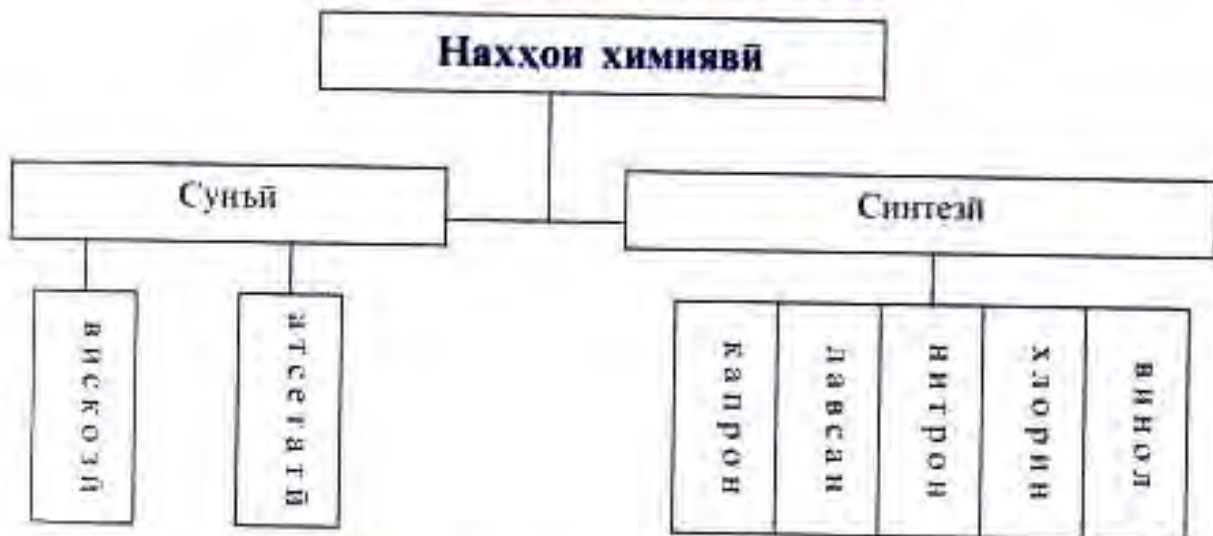 Наххои химиявӣ
Сунъӣ
Синтезӣ
вискозӣ
атсетатӣ
капрон
лавсан
нитрон
хлорин
винол